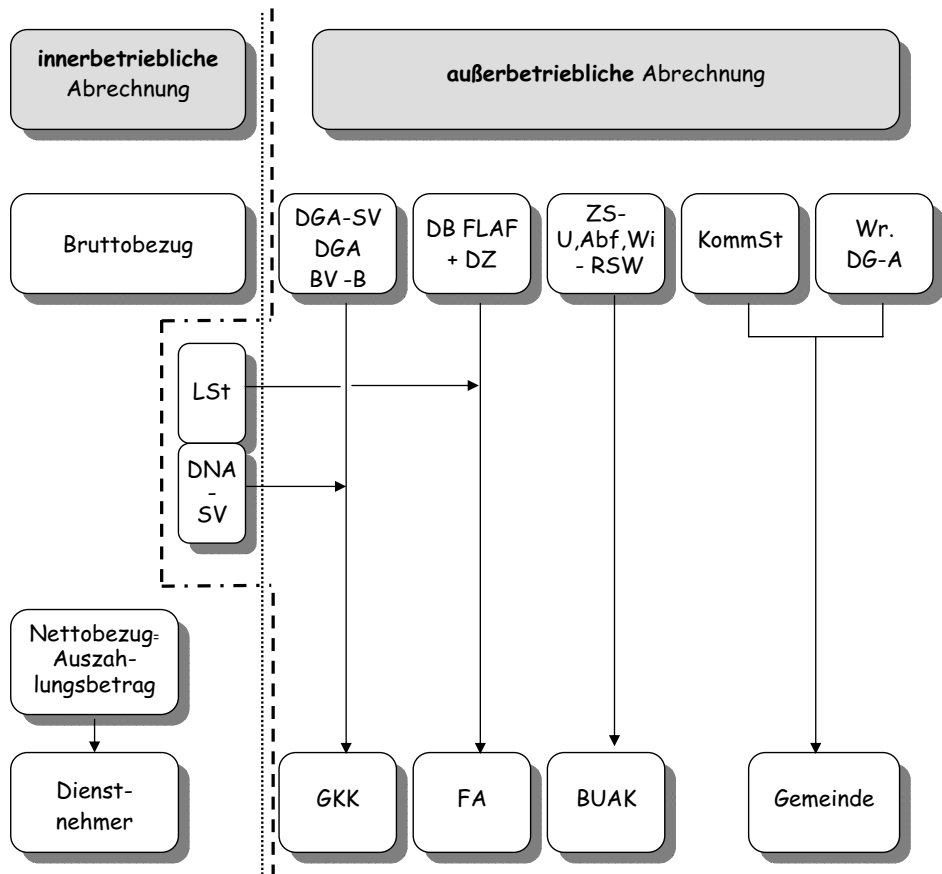 innerbetriebliche
Abrechnung
außerbetriebliche Abrechnung
Bruttobezug
DGA-SV
DGA
BV -B
DB FLAF
+ DZ
ZS-
U,Abf,Wi
- RSW
KommSt
Wr.
DG-A
LSt
DNA
-
SV
Nettobezug=
Auszah-
lungsbetrag
Dienst-
nehmer
GKK
FA
BUAK
Gemeinde